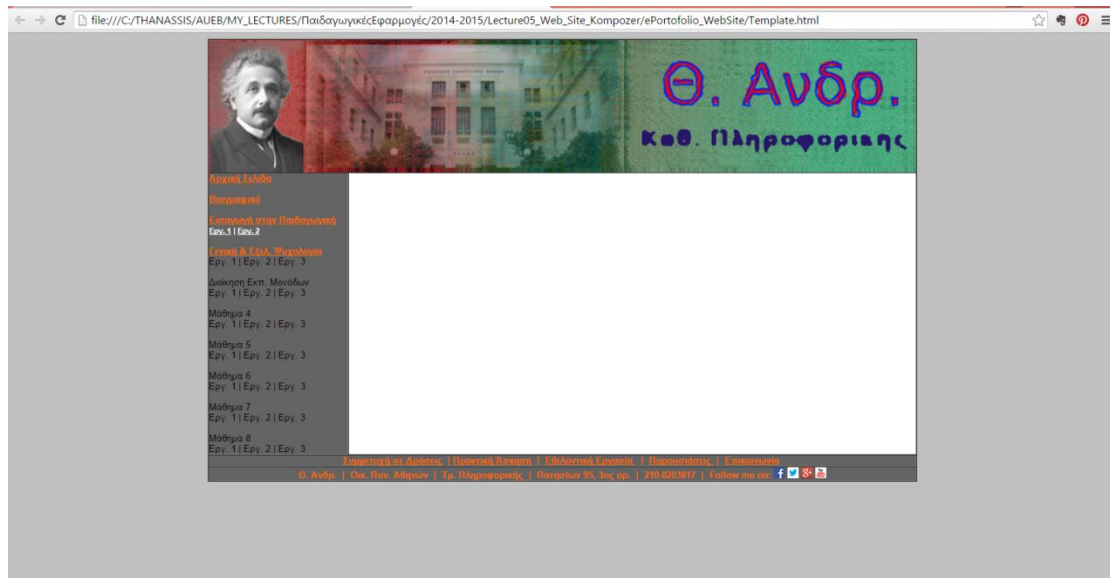 file:///C:/THANASSIS/AUEB/MY_LECTURES/ΠαιδαγωγικέςΕφαρμογές/2014-2015/Lecture05_Web_Site_Kompozer/ePortofolio_WebSite/Template.html
Θ. Ανδρ.
Καθ. Πληροφορικης
Αρχική Σελίδα
Βιογραφικό
Εισαγωγή στην Παιδαγωγική
Εργ. 1 | Εργ. 2
Γενική & Εξελ. Ψυχολογία
Εργ. 1 | Εργ. 2 | Εργ. 3
Διοίκηση Εκπ. Μονάδων
Εργ. 1 | Εργ. 2 | Εργ. 3
Μάθημα 4
Εργ. 1 | Εργ. 2 | Εργ. 3
Μάθημα 5
Εργ. 1 | Εργ. 2 | Εργ. 3
Μάθημα 6
Εργ. 1 | Εργ. 2 | Εργ. 3
Μάθημα 7
Εργ. 1 | Εργ. 2 | Εργ. 3
Μάθημα 8
Εργ. 1 | Εργ. 2 | Εργ. 3
Συμμετοχή σε Δράσεις | Πρακτική Άσκηση | Εθελοντική Εργασία | Παρουσιάσεις | Επικοινωνία
Θ. Ανδρ. | Οικ. Παν. Αθηνών | Τμ. Πληροφορικής | Πατησίων 95, 3ος ορ. | 210-8203817 | Follow me on: